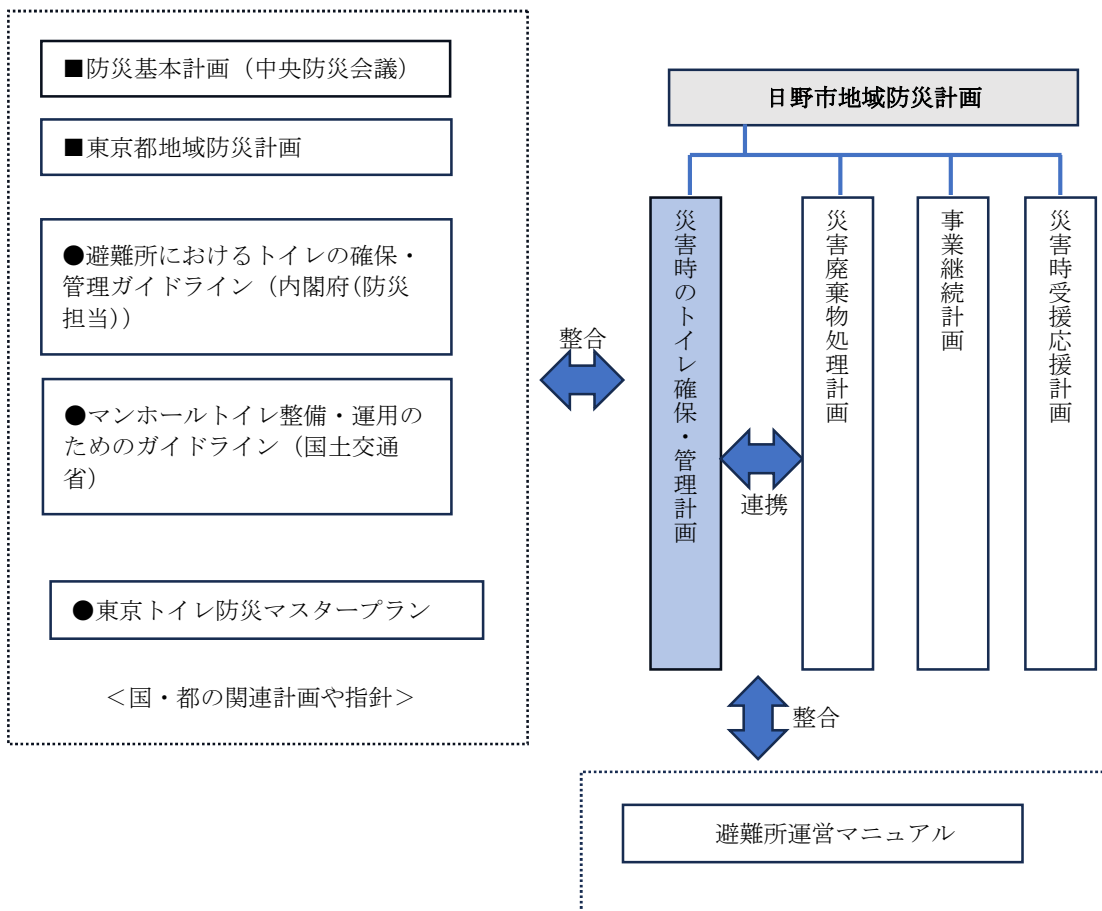 ■防災基本計画（中央防災会議）
■東京都地域防災計画
●避難所におけるトイレの確保・
管理ガイドライン（内閣府(防災
担当)）
●マンホールトイレ整備・運用の
ためのガイドライン（国土交通
省）
●東京トイレ防災マスタープラン
＜国・都の関連計画や指針＞
整合
日野市地域防災計画
災害時のトイレ確保・管理計画
連携
災害廃棄物処理計画
事業継続計画
災害時受援応援計画
整合
避難所運営マニュアル